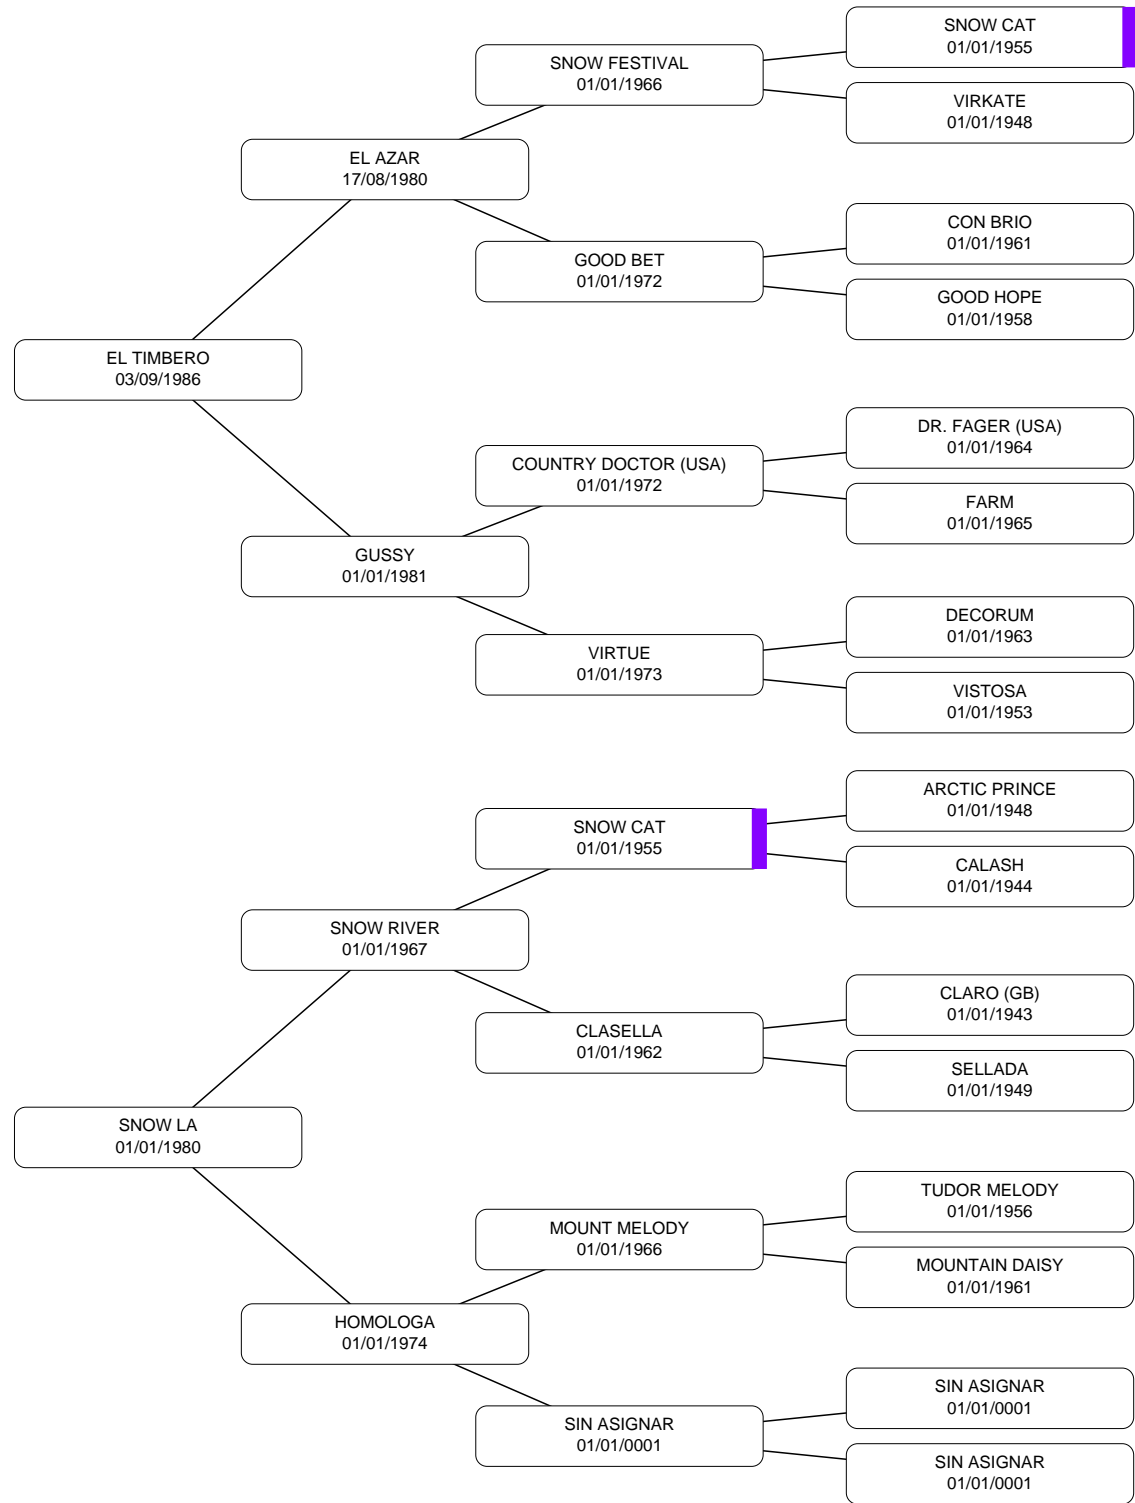 SNOW CAT
01/01/1955
SNOW FESTIVAL
01/01/1966
VIRKATE
01/01/1948
EL AZAR
17/08/1980
CON BRIO
01/01/1961
GOOD BET
01/01/1972
GOOD HOPE
01/01/1958
EL TIMBERO
03/09/1986
DR. FAGER (USA)
01/01/1964
COUNTRY DOCTOR (USA)
01/01/1972
FARM
01/01/1965
GUSSY
01/01/1981
DECORUM
01/01/1963
VIRTUE
01/01/1973
VISTOSA
01/01/1953
ARCTIC PRINCE
01/01/1948
SNOW CAT
01/01/1955
CALASH
01/01/1944
SNOW RIVER
01/01/1967
CLARO (GB)
01/01/1943
CLASELLA
01/01/1962
SELLADA
01/01/1949
SNOW LA
01/01/1980
TUDOR MELODY
01/01/1956
MOUNT MELODY
01/01/1966
MOUNTAIN DAISY
01/01/1961
HOMOLOGA
01/01/1974
SIN ASIGNAR
01/01/0001
SIN ASIGNAR
01/01/0001
SIN ASIGNAR
01/01/0001